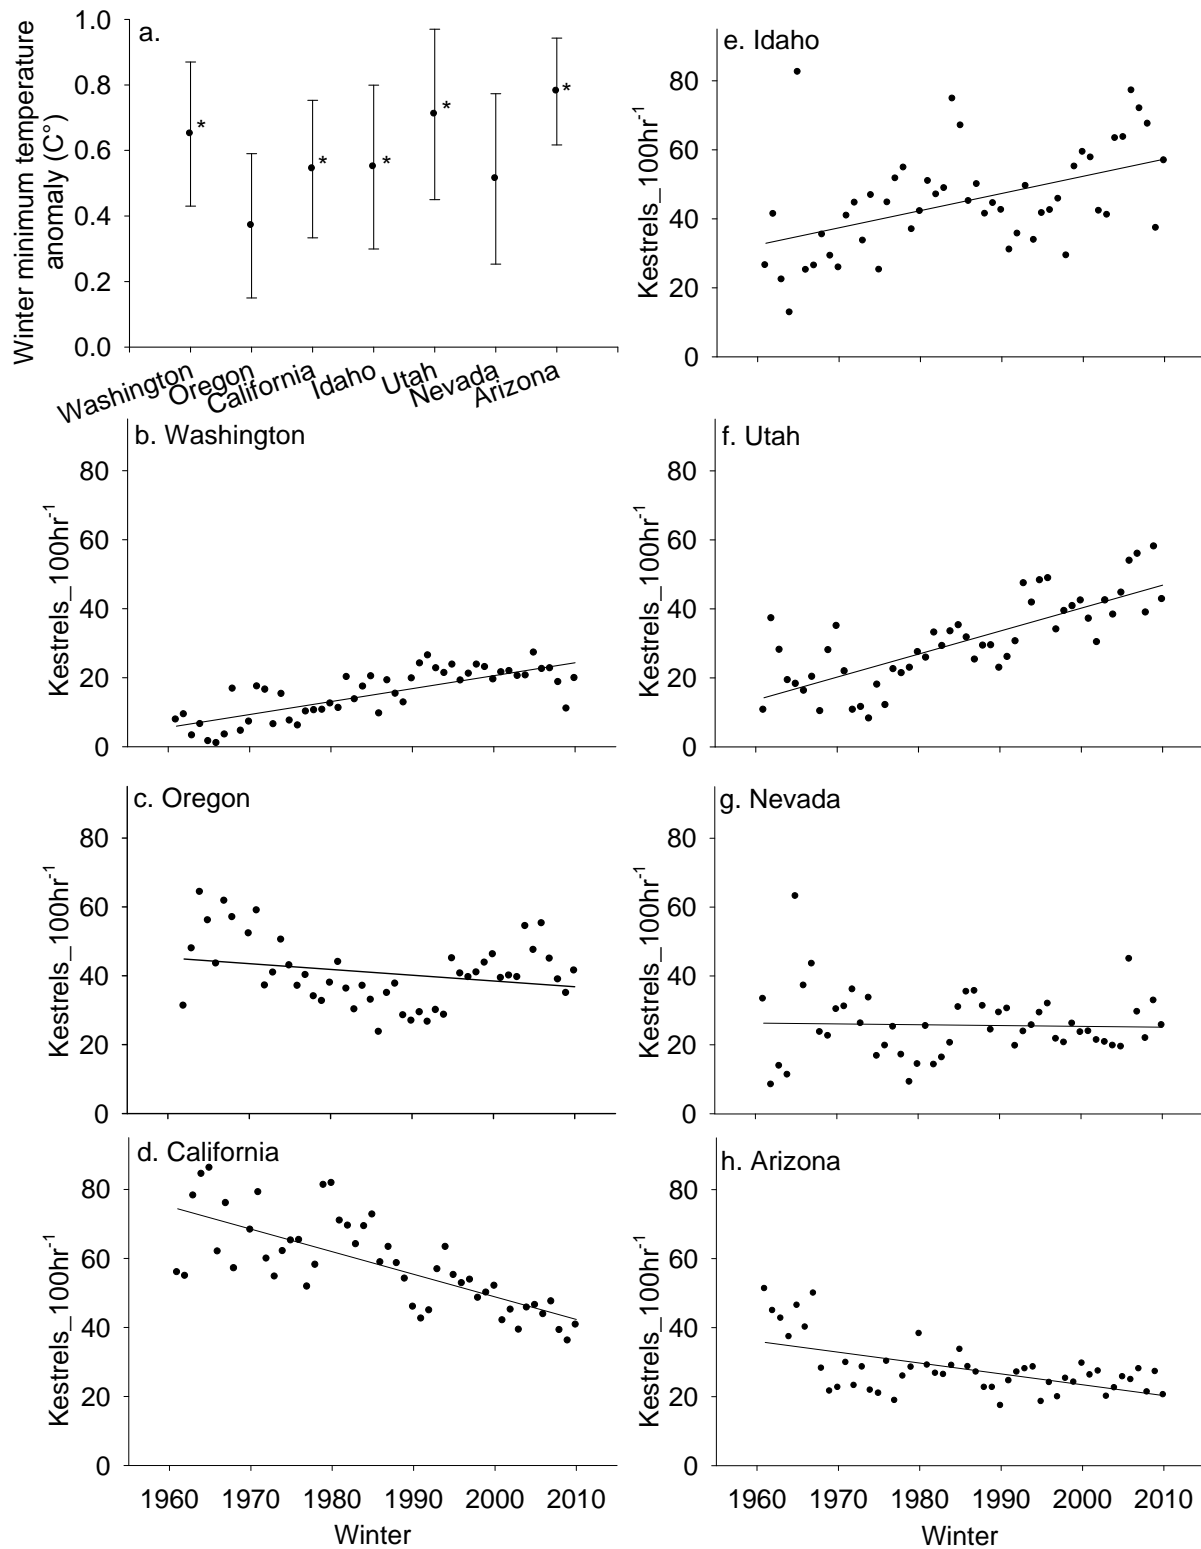 Winter minimum temperature
anomaly (C°)
a.
1.0
0.8
0.6
0.4
0.2
0.0
*
*
*
*
*
Washington
Oregon
California
Idaho
Utah
Nevada
Arizona
b. Washington
Kestrels_100hr-1
80
60
40
20
0
c. Oregon
Kestrels_100hr-1
80
60
40
20
0
d. California
Kestrels_100hr-1
80
60
40
20
0
1960 1970 1980 1990 2000 2010
Winter
e. Idaho
Kestrels_100hr-1
80
60
40
20
0
f. Utah
Kestrels_100hr-1
80
60
40
20
0
g. Nevada
Kestrels_100hr-1
80
60
40
20
0
h. Arizona
Kestrels_100hr-1
80
60
40
20
0
1960 1970 1980 1990 2000 2010
Winter